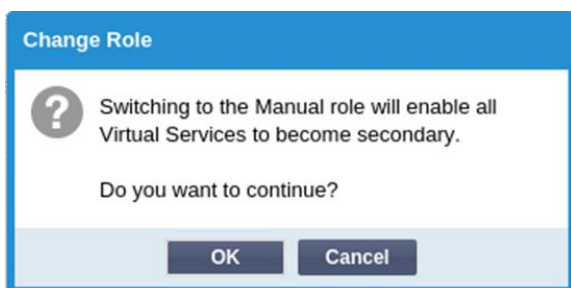 Change Role
?
Switching to the Manual role will enable all
Virtual Services to become secondary.
Do you want to continue?
OK
Cancel